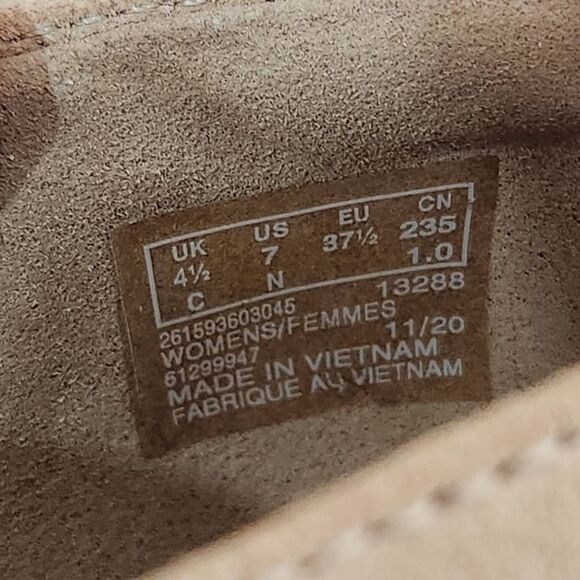 UK US EU CN
4½ 7 37½ 235
C N 1.0
261593603045 13288
WOMENS/FEMMES
61299947 11/20
MADE IN VIETNAM
FABRIQUE AU VIETNAM